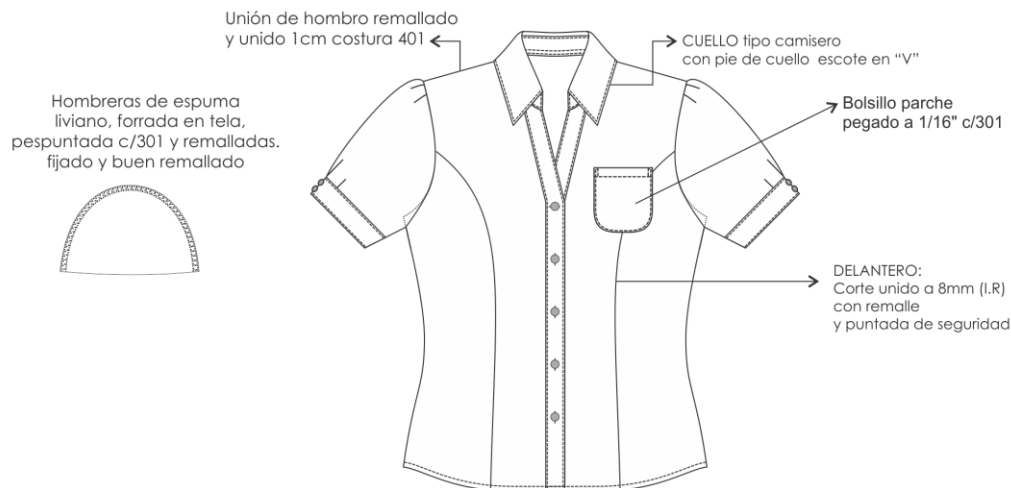 Unión de hombro remallado
y unido 1cm costura 401
CUELLO tipo camisero
con pie de cuello escote en “V”
Hombreras de espuma
liviano, forrada en tela,
pespuntada c/301 y remalladas.
fijado y buen remallado
Bolsillo parche
pegado a 1/16" c/301
DELANTERO:
Corte unido a 8mm (I.R)
con remalle
y puntada de seguridad